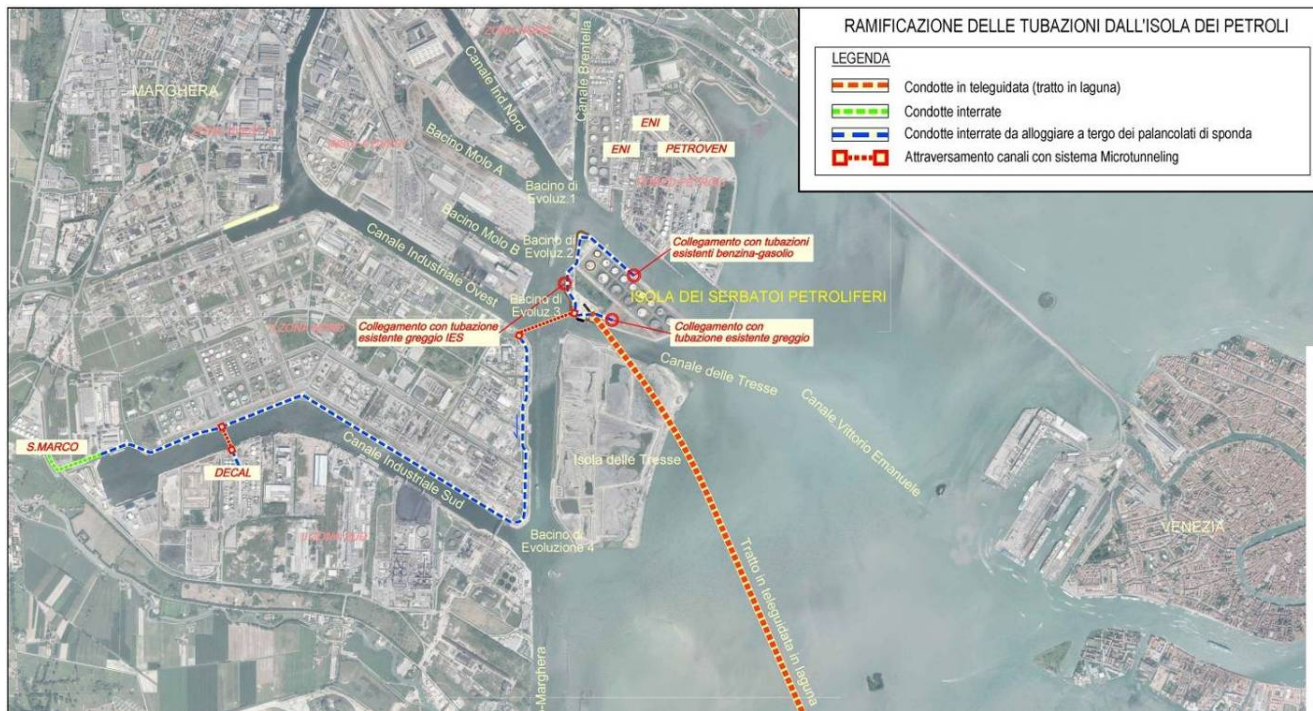 RAMIFICAZIONE DELLE TUBAZIONI DALL'ISOLA DEI PETROLI
LEGENDA
Condotte in teleguidata (tratto in laguna)
Condotte interrate
Condotte interrate da alloggiare a tergo dei palancolati di sponda
Attraversamento canali con sistema Microtunneling
MARGHERA
Canale Ind Nord
Canale Brentella
Bacino Molo A
ENI
ENI
PETROVEN
Bacino di
Evoluz.1
Bacino Molo B
Bacino di
Evoluz.2
Canale Industriale Ovest
Collegamento con tubazioni
esistenti benzina-gasolio
ISOLA DEI SERBATOI PETROLIFERI
Bacino di
Evoluz.3
Collegamento con tubazione
esistente greggio IES
Collegamento con
tubazione esistente greggio
Canale delle Tresse
Canale Vittorio Emanuele
S.MARCO
DECAL
Canale Industriale Sud
Isola delle Tresse
Bacino di
Evoluzione 4
VENEZIA
Tratto in teleguidata in laguna
-Marghera